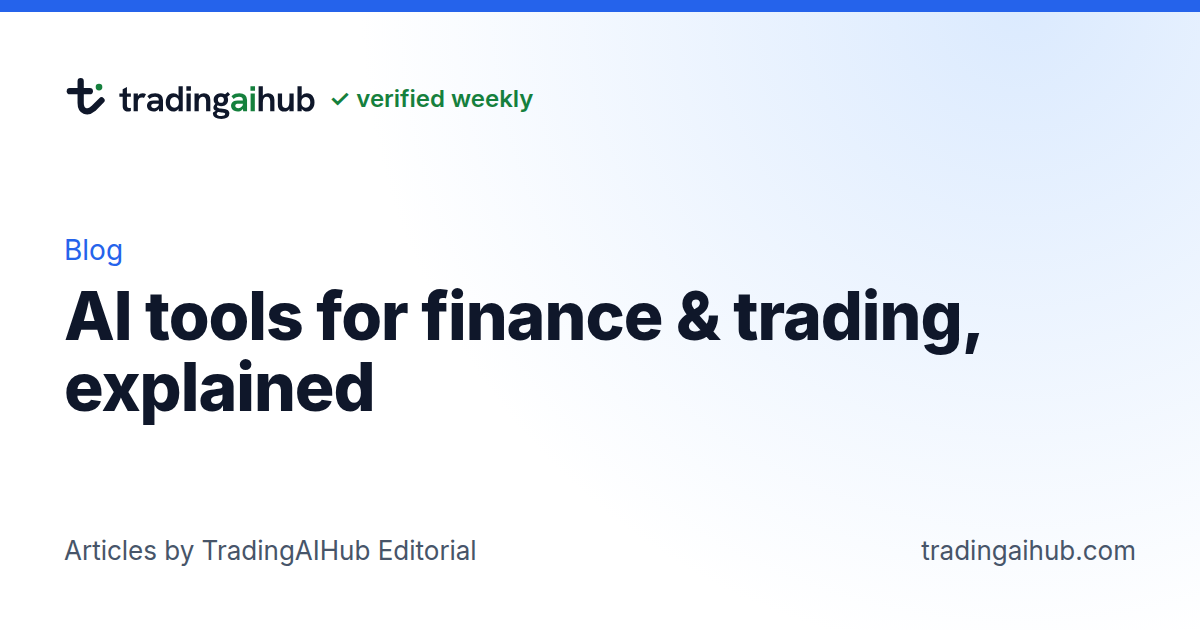 tradingaihub ✓ verified weekly
Blog
AI tools for finance & trading,
explained
Articles by TradingAIHub Editorial
tradingaihub.com